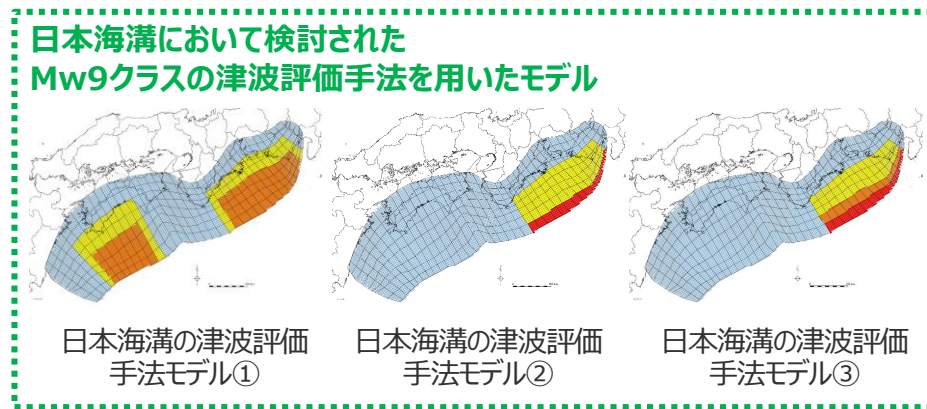 日本海溝において検討された
Mw9クラスの津波評価手法を用いたモデル
日本海溝の津波評価
手法モデル①
日本海溝の津波評価
手法モデル②
日本海溝の津波評価
手法モデル③